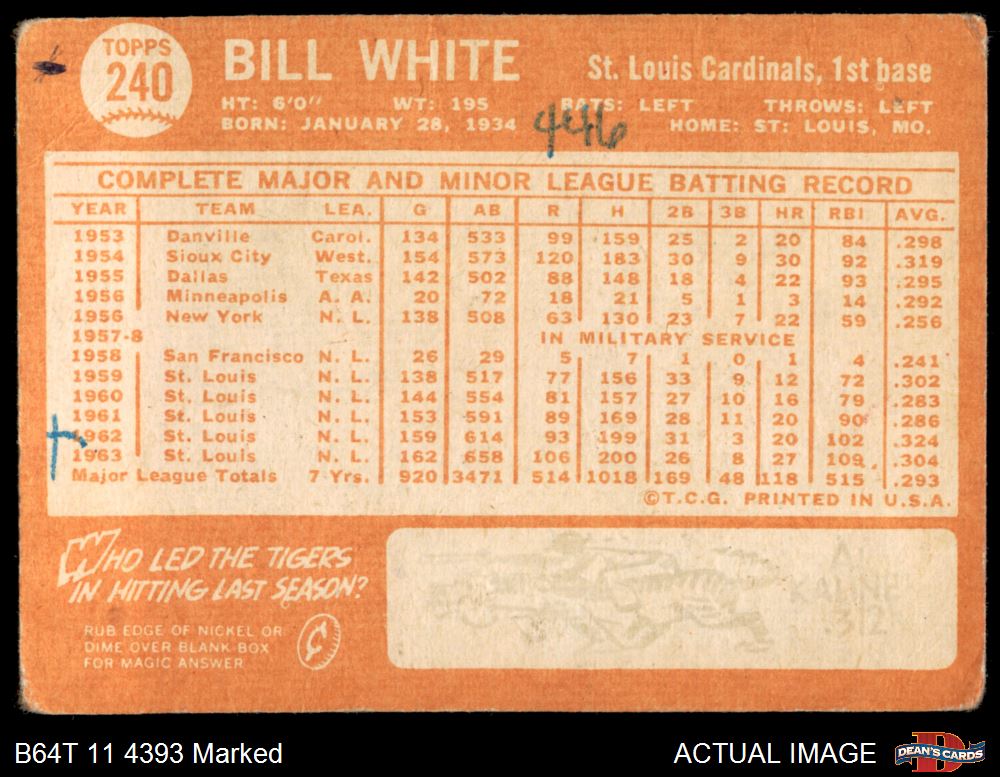 TOPPS
240
BILL WHITE
St. Louis Cardinals, 1st base
HT: 6'0" WT: 195 BATS: LEFT THROWS: LEFT
BORN: JANUARY 28, 1934 HOME: ST: LOUIS, MO.
446
COMPLETE MAJOR AND MINOR LEAGUE BATTING RECORD
YEAR TEAM LEA. G AB R H 2B 3B HR RBI AVG.
1953 Danville Carol. 134 533 99 159 25 2 20 84 .298
1954 Sioux City West. 154 573 120 183 30 9 30 92 .319
1955 Dallas Texas 142 502 88 148 18 4 22 93 .295
1956 Minneapolis A. A. 20 72 18 21 5 1 3 14 .292
1956 New York N. L. 138 508 63 130 23 7 22 59 .256
1957-8 IN MILITARY SERVICE
1958 San Francisco N. L. 26 29 5 7 1 0 1 4 .241
1959 St. Louis N. L. 138 517 77 156 33 9 12 72 .302
1960 St. Louis N. L. 144 554 81 157 27 10 16 79 .283
1961 St. Louis N. L. 153 591 89 169 28 11 20 90 .286
1962 St. Louis N. L. 159 614 93 199 31 3 20 102 .324
1963 St. Louis N. L. 162 658 106 200 26 8 27 109 .304
Major League Totals 7 Yrs. 920 3471 514 1018 169 48 118 515 .293
©T.C.G. PRINTED IN U.S.A.
WHO LED THE TIGERS
IN HITTING LAST SEASON?
RUB EDGE OF NICKEL OR
DIME OVER BLANK BOX
FOR MAGIC ANSWER
AL
KALINE
.312
B64T 11 4393 Marked
ACTUAL IMAGE
DEAN'S CARDS